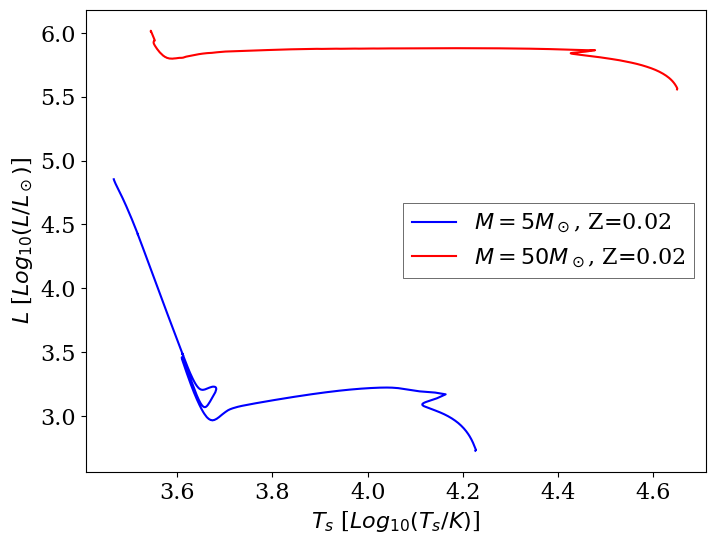 6.0
5.5
5.0
4.5
4.0
3.5
3.0
L [Log₁₀(L/L⊙)]
M = 5M⊙, Z=0.02
M = 50M⊙, Z=0.02
3.6 3.8 4.0 4.2 4.4 4.6
Tₛ [Log₁₀(Tₛ/K)]